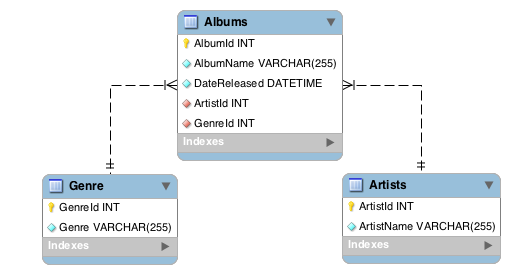 Albums
AlbumId INT
AlbumName VARCHAR(255)
DateReleased DATETIME
ArtistId INT
GenreId INT
Indexes
Genre
GenreId INT
Genre VARCHAR(255)
Indexes
Artists
ArtistId INT
ArtistName VARCHAR(255)
Indexes